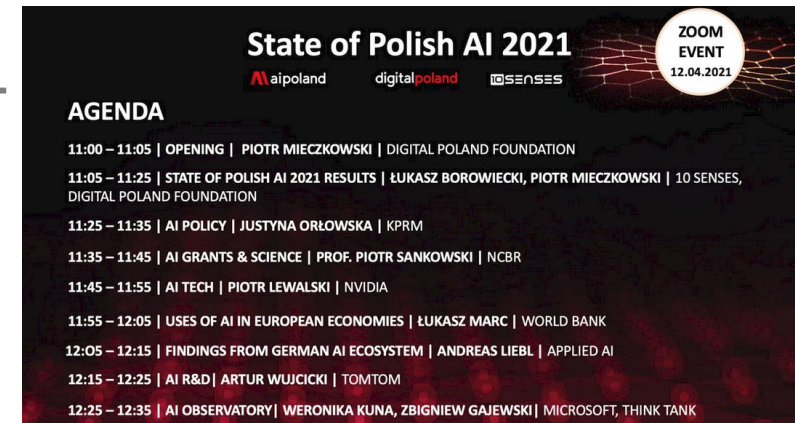 State of Polish AI 2021
ZOOM
EVENT
12.04.2021
aipoland digitalpoland 10SENSES
AGENDA
11:00 – 11:05 | OPENING | PIOTR MIECZKOWSKI | DIGITAL POLAND FOUNDATION
11:05 – 11:25 | STATE OF POLISH AI 2021 RESULTS | ŁUKASZ BOROWIECKI, PIOTR MIECZKOWSKI | 10 SENSES,
DIGITAL POLAND FOUNDATION
11:25 – 11:35 | AI POLICY | JUSTYNA ORŁOWSKA | KPRM
11:35 – 11:45 | AI GRANTS & SCIENCE | PROF. PIOTR SANKOWSKI | NCBR
11:45 – 11:55 | AI TECH | PIOTR LEWALSKI | NVIDIA
11:55 – 12:05 | USES OF AI IN EUROPEAN ECONOMIES | ŁUKASZ MARC | WORLD BANK
12:05 – 12:15 | FINDINGS FROM GERMAN AI ECOSYSTEM | ANDREAS LIEBL | APPLIED AI
12:15 – 12:25 | AI R&D| ARTUR WUJCICKI | TOMTOM
12:25 – 12:35 | AI OBSERVATORY| WERONIKA KUNA, ZBIGNIEW GAJEWSKI| MICROSOFT, THINK TANK